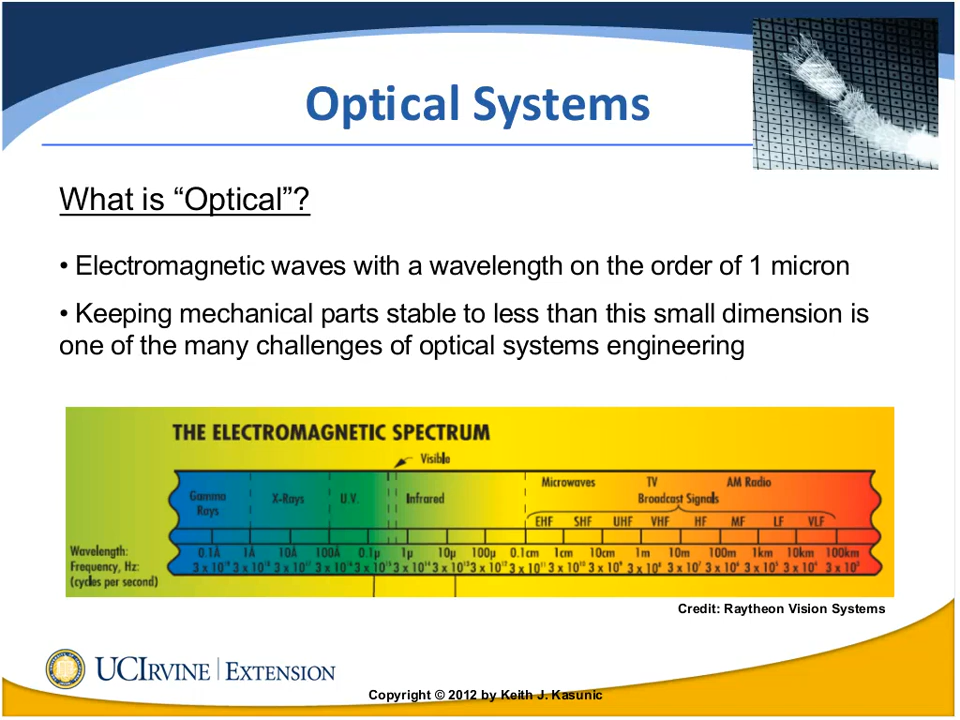 Optical Systems
What is “Optical”?
• Electromagnetic waves with a wavelength on the order of 1 micron
• Keeping mechanical parts stable to less than this small dimension is
one of the many challenges of optical systems engineering
THE ELECTROMAGNETIC SPECTRUM
Visible
Gamma Rays
X-Rays
U.V.
Infrared
Microwaves
TV
AM Radio
Broadcast Signals
EHF SHF UHF VHF HF MF LF VLF
Wavelength: 0.1Å 1Å 10Å 100Å 0.1µ 1µ 10µ 100µ 0.1cm 1cm 10cm 1m 10m 100m 1km 10km 100km
Frequency, Hz:
(cycles per second)
Credit: Raytheon Vision Systems
UCIRVINE | EXTENSION
Copyright © 2012 by Keith J. Kasunic